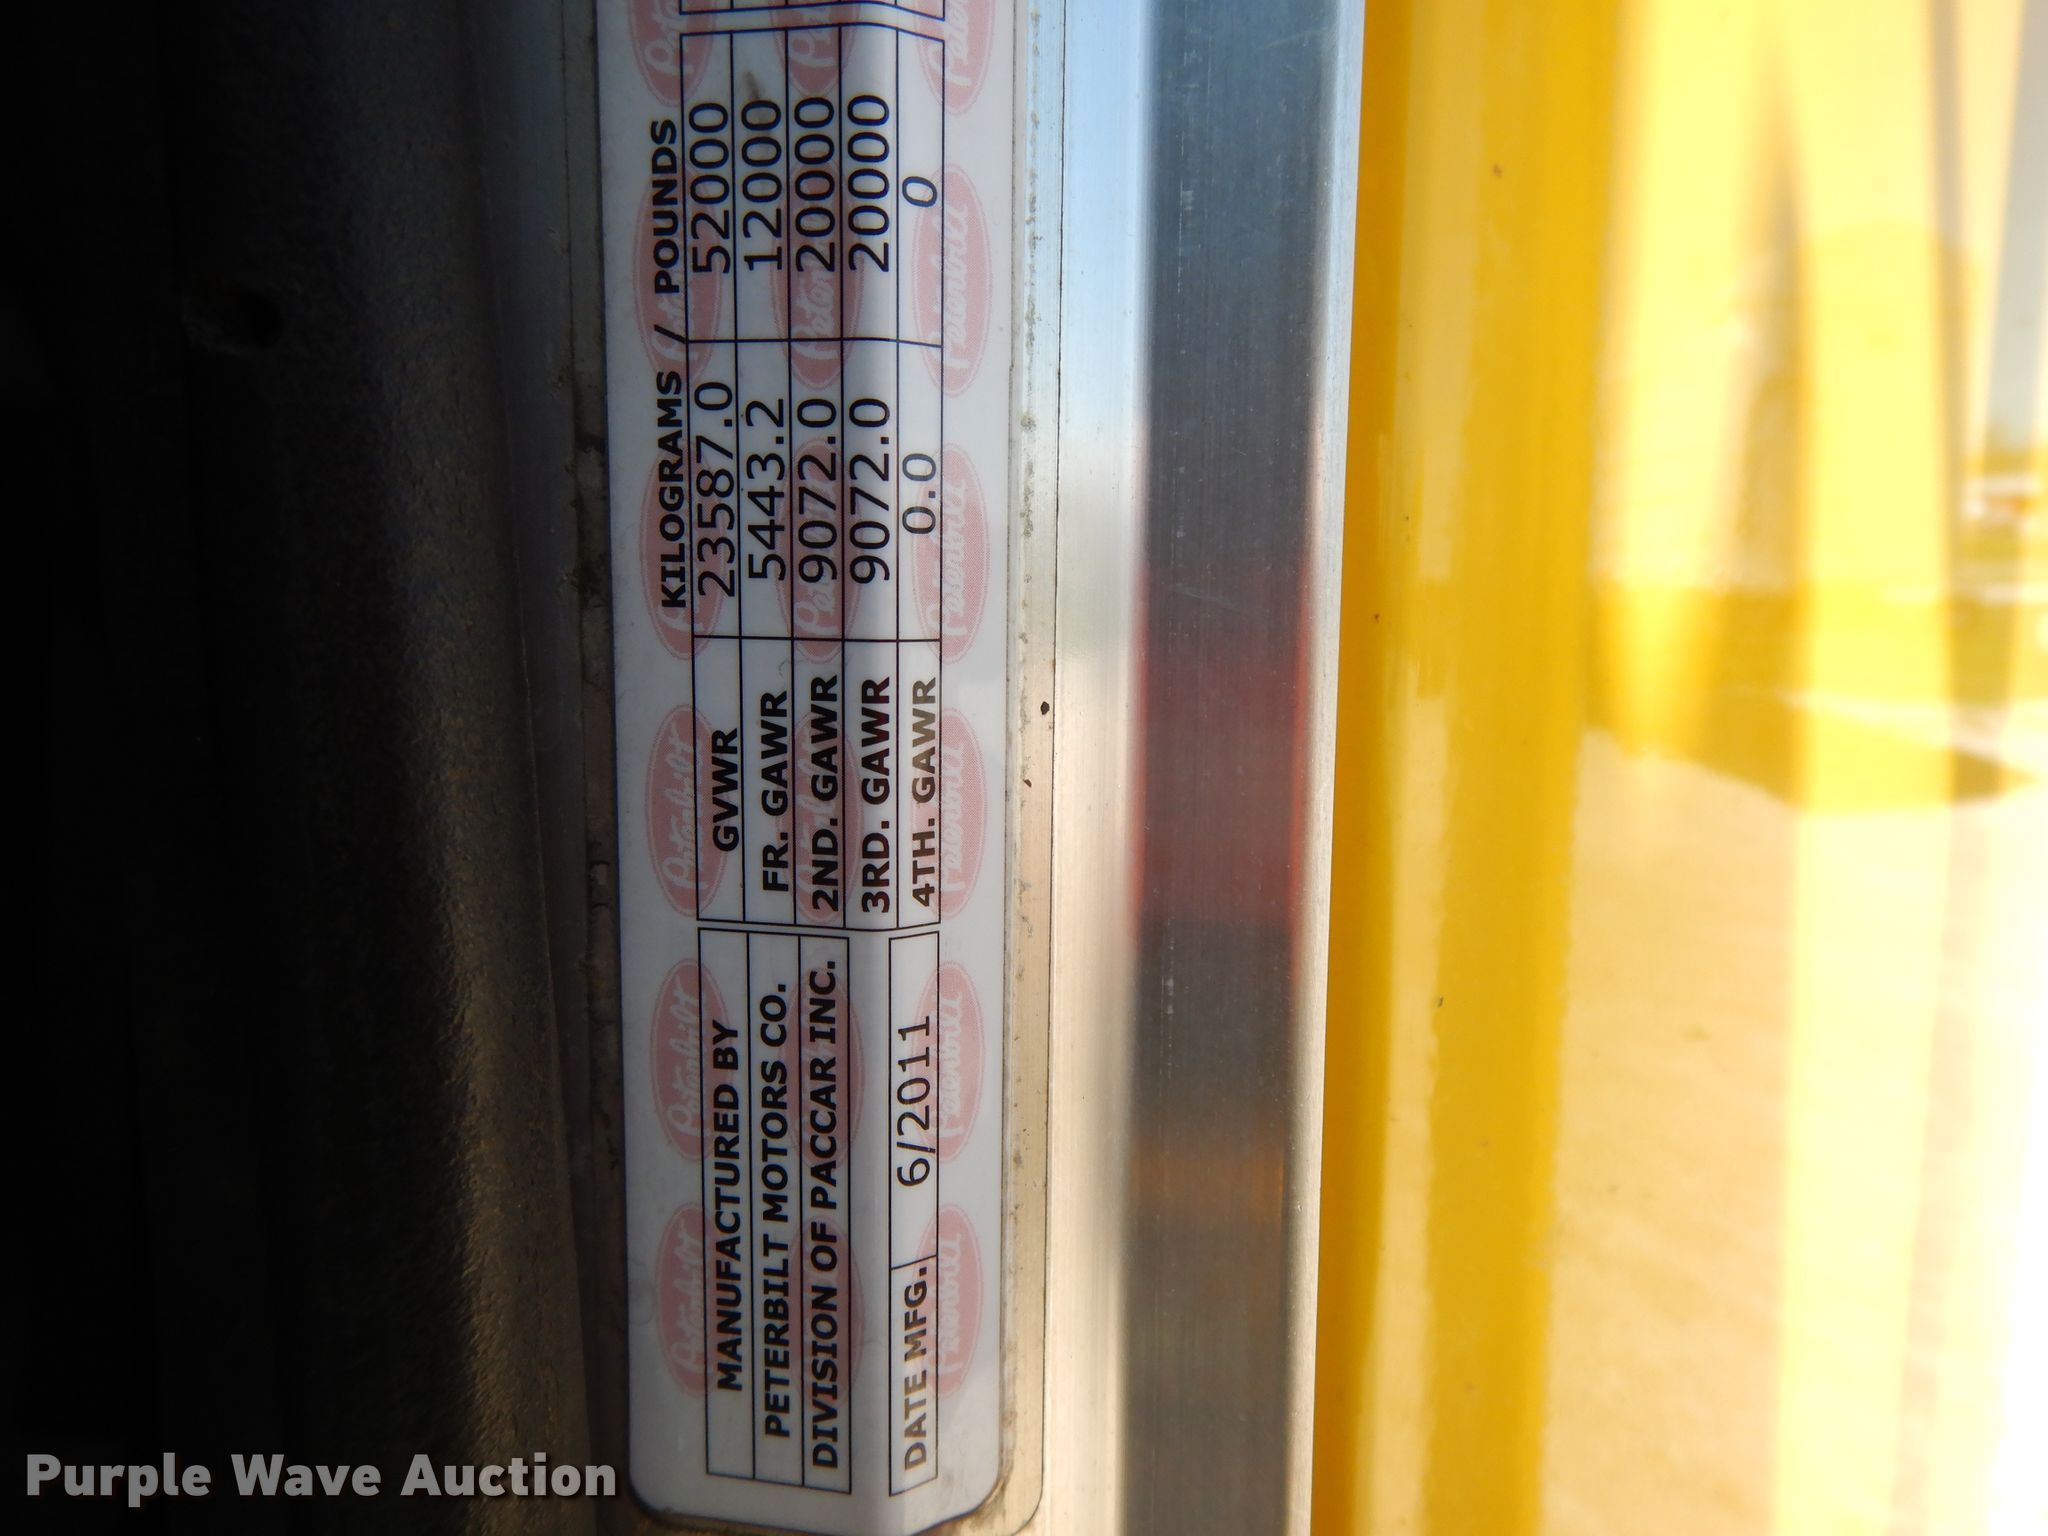 MANUFACTURED BY
PETERBILT MOTORS CO.
DIVISION OF PACCAR INC.
DATE MFG. 6/2011
KILOGRAMS / POUNDS
GVWR 23587.0 52000
FR. GAWR 5443.2 12000
2ND. GAWR 9072.0 20000
3RD. GAWR 9072.0 20000
4TH. GAWR 0.0 0
Peterbilt
Purple Wave Auction